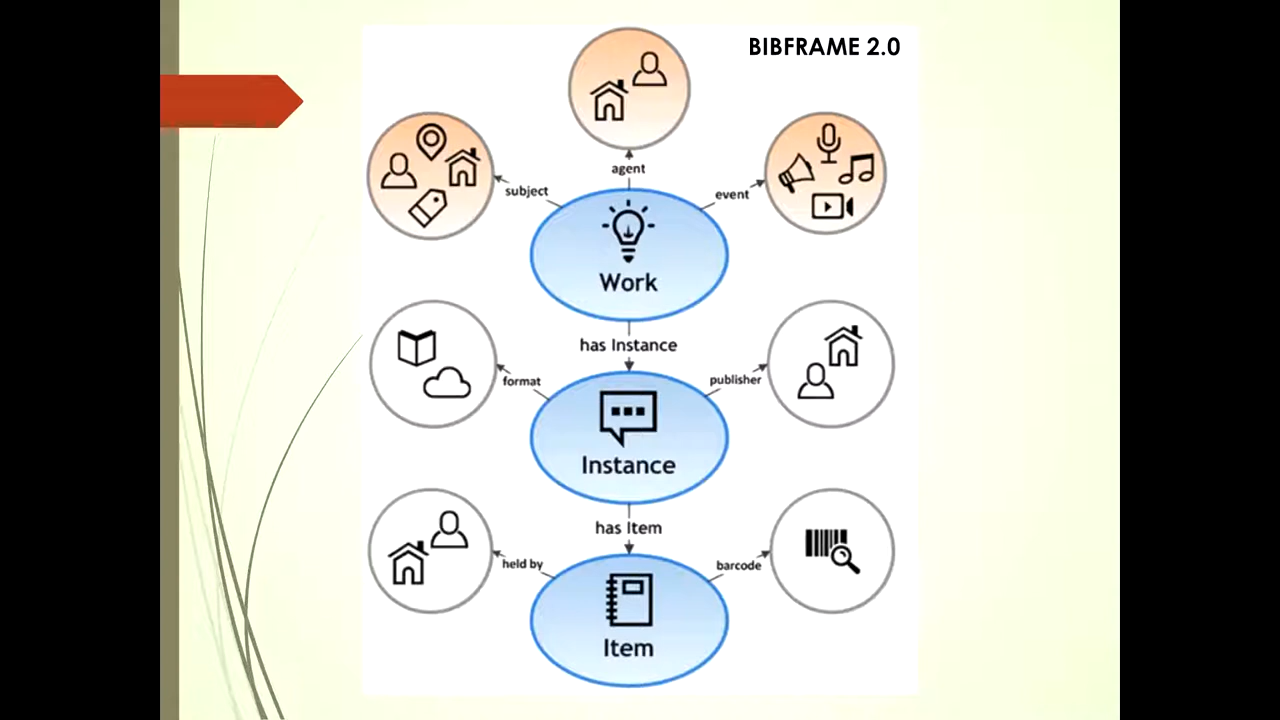 BIBFRAME 2.0
agent
subject
event
Work
has Instance
format
publisher
Instance
has Item
held by
barcode
Item